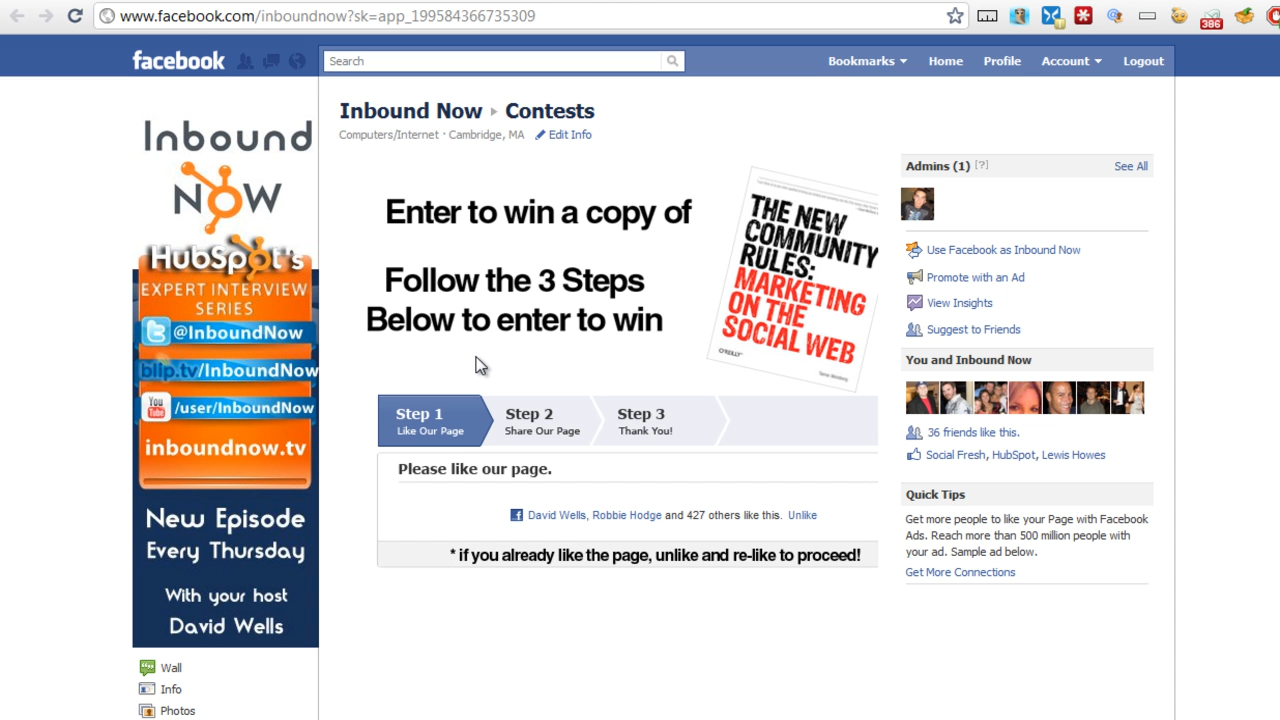 www.facebook.com/inboundnow?sk=app_199584366735309
386
facebook
Search
Bookmarks
Home
Profile
Account
Logout
Inbound
NOW
HubSpot's
EXPERT INTERVIEW
SERIES
@InboundNow
blip.tv/InboundNow
You
Tube
/user/InboundNow
inboundnow.tv
New Episode
Every Thursday
With your host
David Wells
Wall
Info
Photos
Inbound Now ▸ Contests
Computers/Internet · Cambridge, MA
Edit Info
Enter to win a copy of
Follow the 3 Steps
Below to enter to win
THE NEW
COMMUNITY
RULES:
MARKETING
ON THE
SOCIAL WEB
O'REILLY
Step 1
Like Our Page
Step 2
Share Our Page
Step 3
Thank You!
Please like our page.
David Wells, Robbie Hodge and 427 others like this. Unlike
* if you already like the page, unlike and re-like to proceed!
Admins (1) [?]
See All
Use Facebook as Inbound Now
Promote with an Ad
View Insights
Suggest to Friends
You and Inbound Now
36 friends like this.
Social Fresh, HubSpot, Lewis Howes
Quick Tips
Get more people to like your Page with Facebook
Ads. Reach more than 500 million people with
your ad. Sample ad below.
Get More Connections